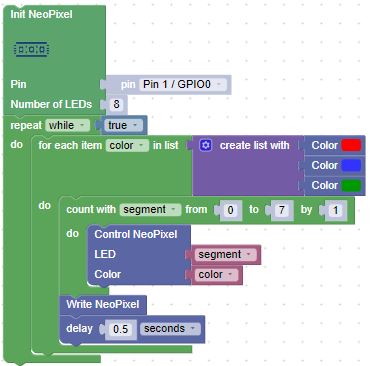 Init NeoPixel
Pin pin Pin 1 / GPIO0
Number of LEDs 8
repeat while true
do for each item color in list create list with Color
Color
Color
do count with segment from 0 to 7 by 1
do Control NeoPixel
LED segment
Color color
Write NeoPixel
delay 0.5 seconds